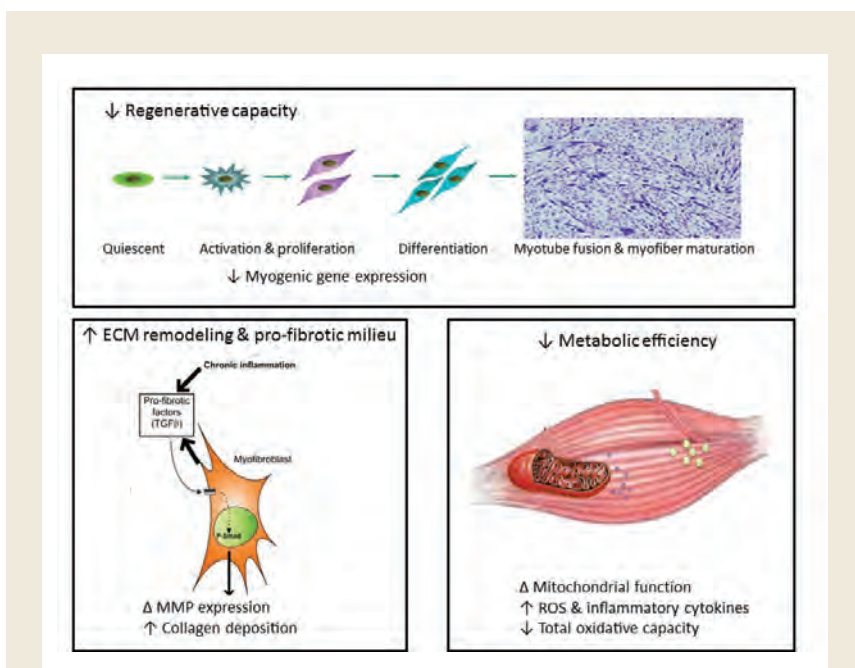 ↓ Regenerative capacity
Quiescent
Activation & proliferation
Differentiation
Myotube fusion & myofiber maturation
↓ Myogenic gene expression
↑ ECM remodeling & pro-fibrotic milieu
Chronic inflammation
Pro-fibrotic
factors
(TGFβ)
Myofibroblast
P-Smad
Δ MMP expression
↑ Collagen deposition
↓ Metabolic efficiency
Δ Mitochondrial function
↑ ROS & inflammatory cytokines
↓ Total oxidative capacity